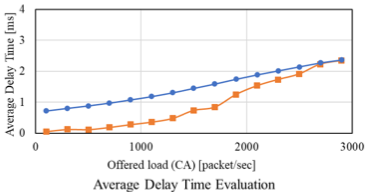 4
3
2
1
0
Average Delay Time [ms]
0 1000 2000 3000
Offered load (CA) [packet/sec]
Average Delay Time Evaluation